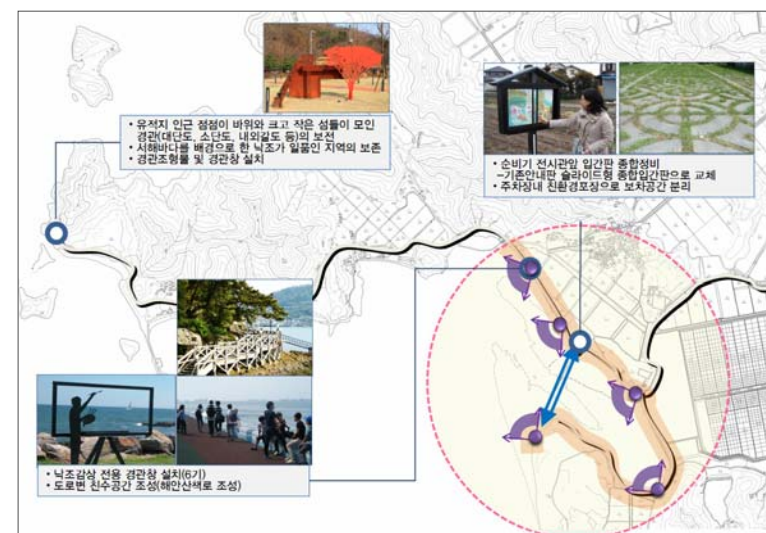 • 유적지 인근 점점이 바위와 크고 작은 섬들이 모인
경관(대단도, 소단도, 내외갈도 등)의 보전
• 서해바다를 배경으로 한 낙조가 일품인 지역의 보존
• 경관조형물 및 경관창 설치
• 순비기 전시관앞 입간판 종합정비
–기존안내판 슬라이드형 종합입간판으로 교체
• 주차장내 친환경포장으로 보차공간 분리
• 낙조감상 전용 경관창 설치(6기)
• 도로변 친수공간 조성(해안산책로 조성)